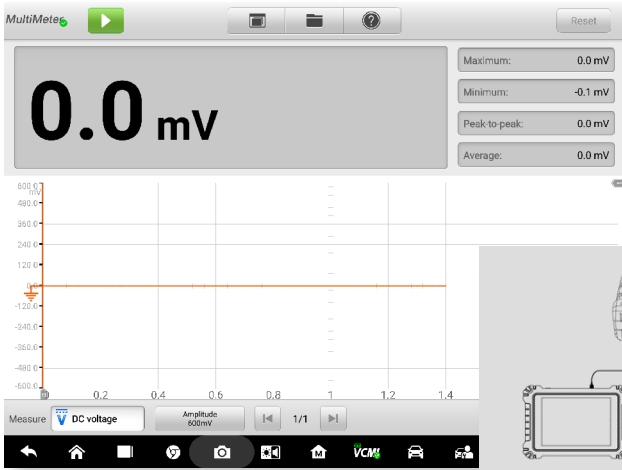 MultiMeter
Reset
0.0 mV
Maximum: 0.0 mV
Minimum: -0.1 mV
Peak-to-peak: 0.0 mV
Average: 0.0 mV
600.0
mV
480.0
360.0
240.0
120.0
0.0
-120.0
-240.0
-360.0
-480.0
-600.0
0.2 0.4 0.6 0.8 1 1.2 1.4
Measure DC voltage Amplitude 1/1
600mV
M VCMI